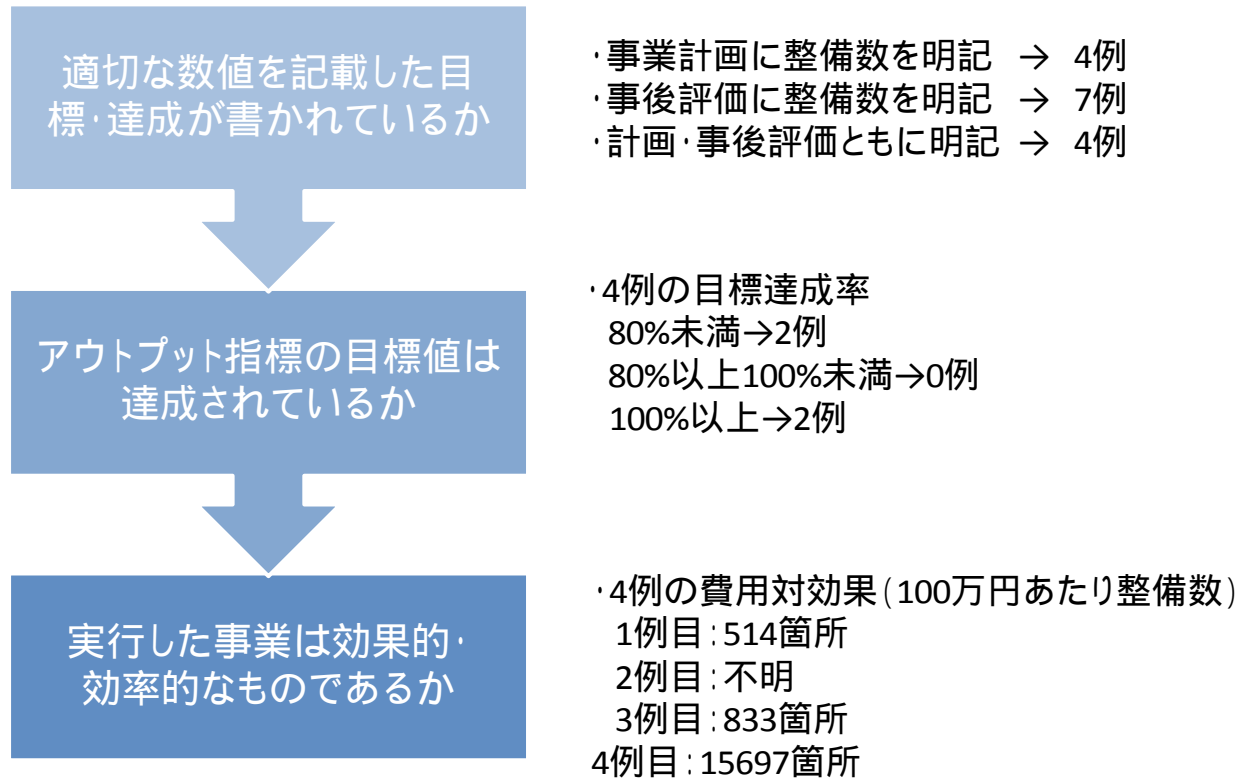 適切な数値を記載した目
標・達成が書かれているか
・事業計画に整備数を明記 → 4例
・事後評価に整備数を明記 → 7例
・計画・事後評価ともに明記 → 4例
アウトプット指標の目標値は
達成されているか
・4例の目標達成率
80%未満→2例
80%以上100%未満→0例
100%以上→2例
実行した事業は効果的・
効率的なものであるか
・4例の費用対効果(100万円あたり整備数)
1例目:514箇所
2例目:不明
3例目:833箇所
4例目:15697箇所